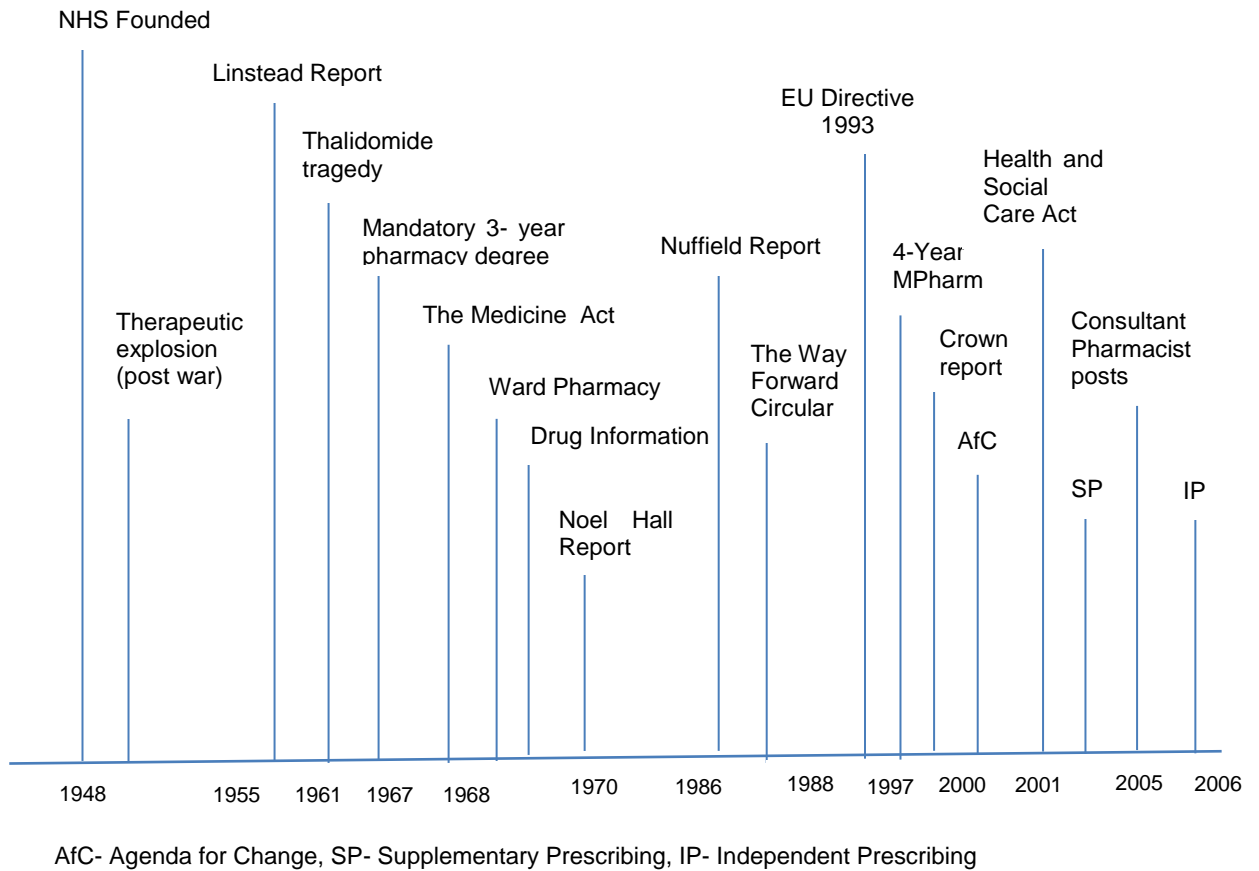 NHS Founded
Linstead Report
EU Directive
1993
Thalidomide
tragedy
Health and
Social
Care Act
Mandatory 3- year
pharmacy degree
Nuffield Report
4-Year
MPharm
Therapeutic
explosion
(post war)
The Medicine Act
Consultant
Pharmacist
posts
Crown
report
The Way
Forward
Circular
Ward Pharmacy
Drug Information
AfC
SP
IP
Noel Hall
Report
1948 1955 1961 1967 1968 1970 1986 1988 1997 2000 2001 2005 2006
AfC- Agenda for Change, SP- Supplementary Prescribing, IP- Independent Prescribing